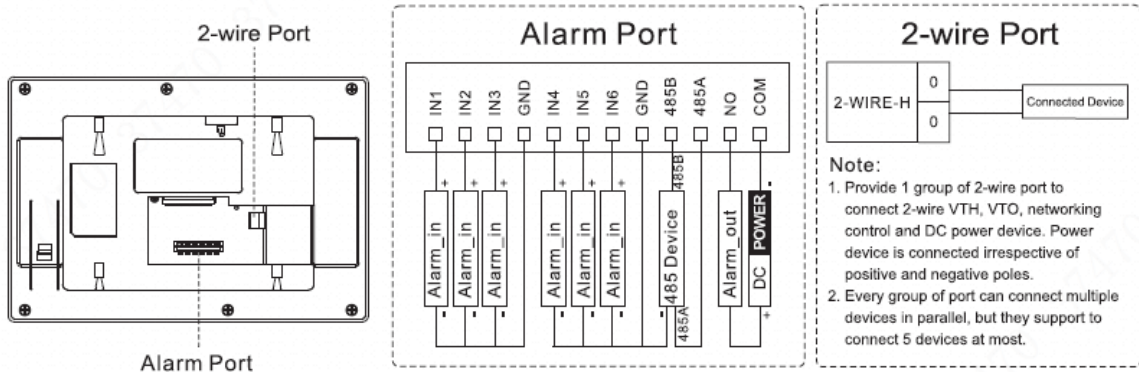 2-wire Port
Alarm Port
Alarm Port
IN1
IN2
IN3
GND
IN4
IN5
IN6
GND
485B
485A
NO
COM
+
+
+
+
+
+
485B
-
Alarm_in
Alarm_in
Alarm_in
Alarm_in
Alarm_in
Alarm_in
485 Device
Alarm_out
DC POWER
-
-
-
-
-
-
485A
+
2-wire Port
2-WIRE-H
0
0
Connected Device
Note:
1. Provide 1 group of 2-wire port to
connect 2-wire VTH, VTO, networking
control and DC power device. Power
device is connected irrespective of
positive and negative poles.
2. Every group of port can connect multiple
devices in parallel, but they support to
connect 5 devices at most.